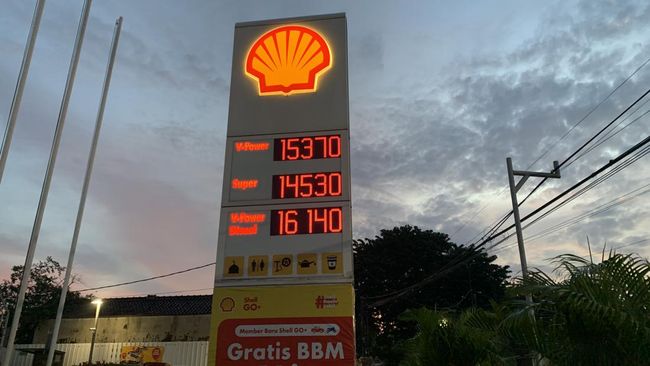 V-Power 15370
Super 14530
V-Power
Diesel 16140
Shell
GO+
Member Baru Shell GO+
Gratis BBM